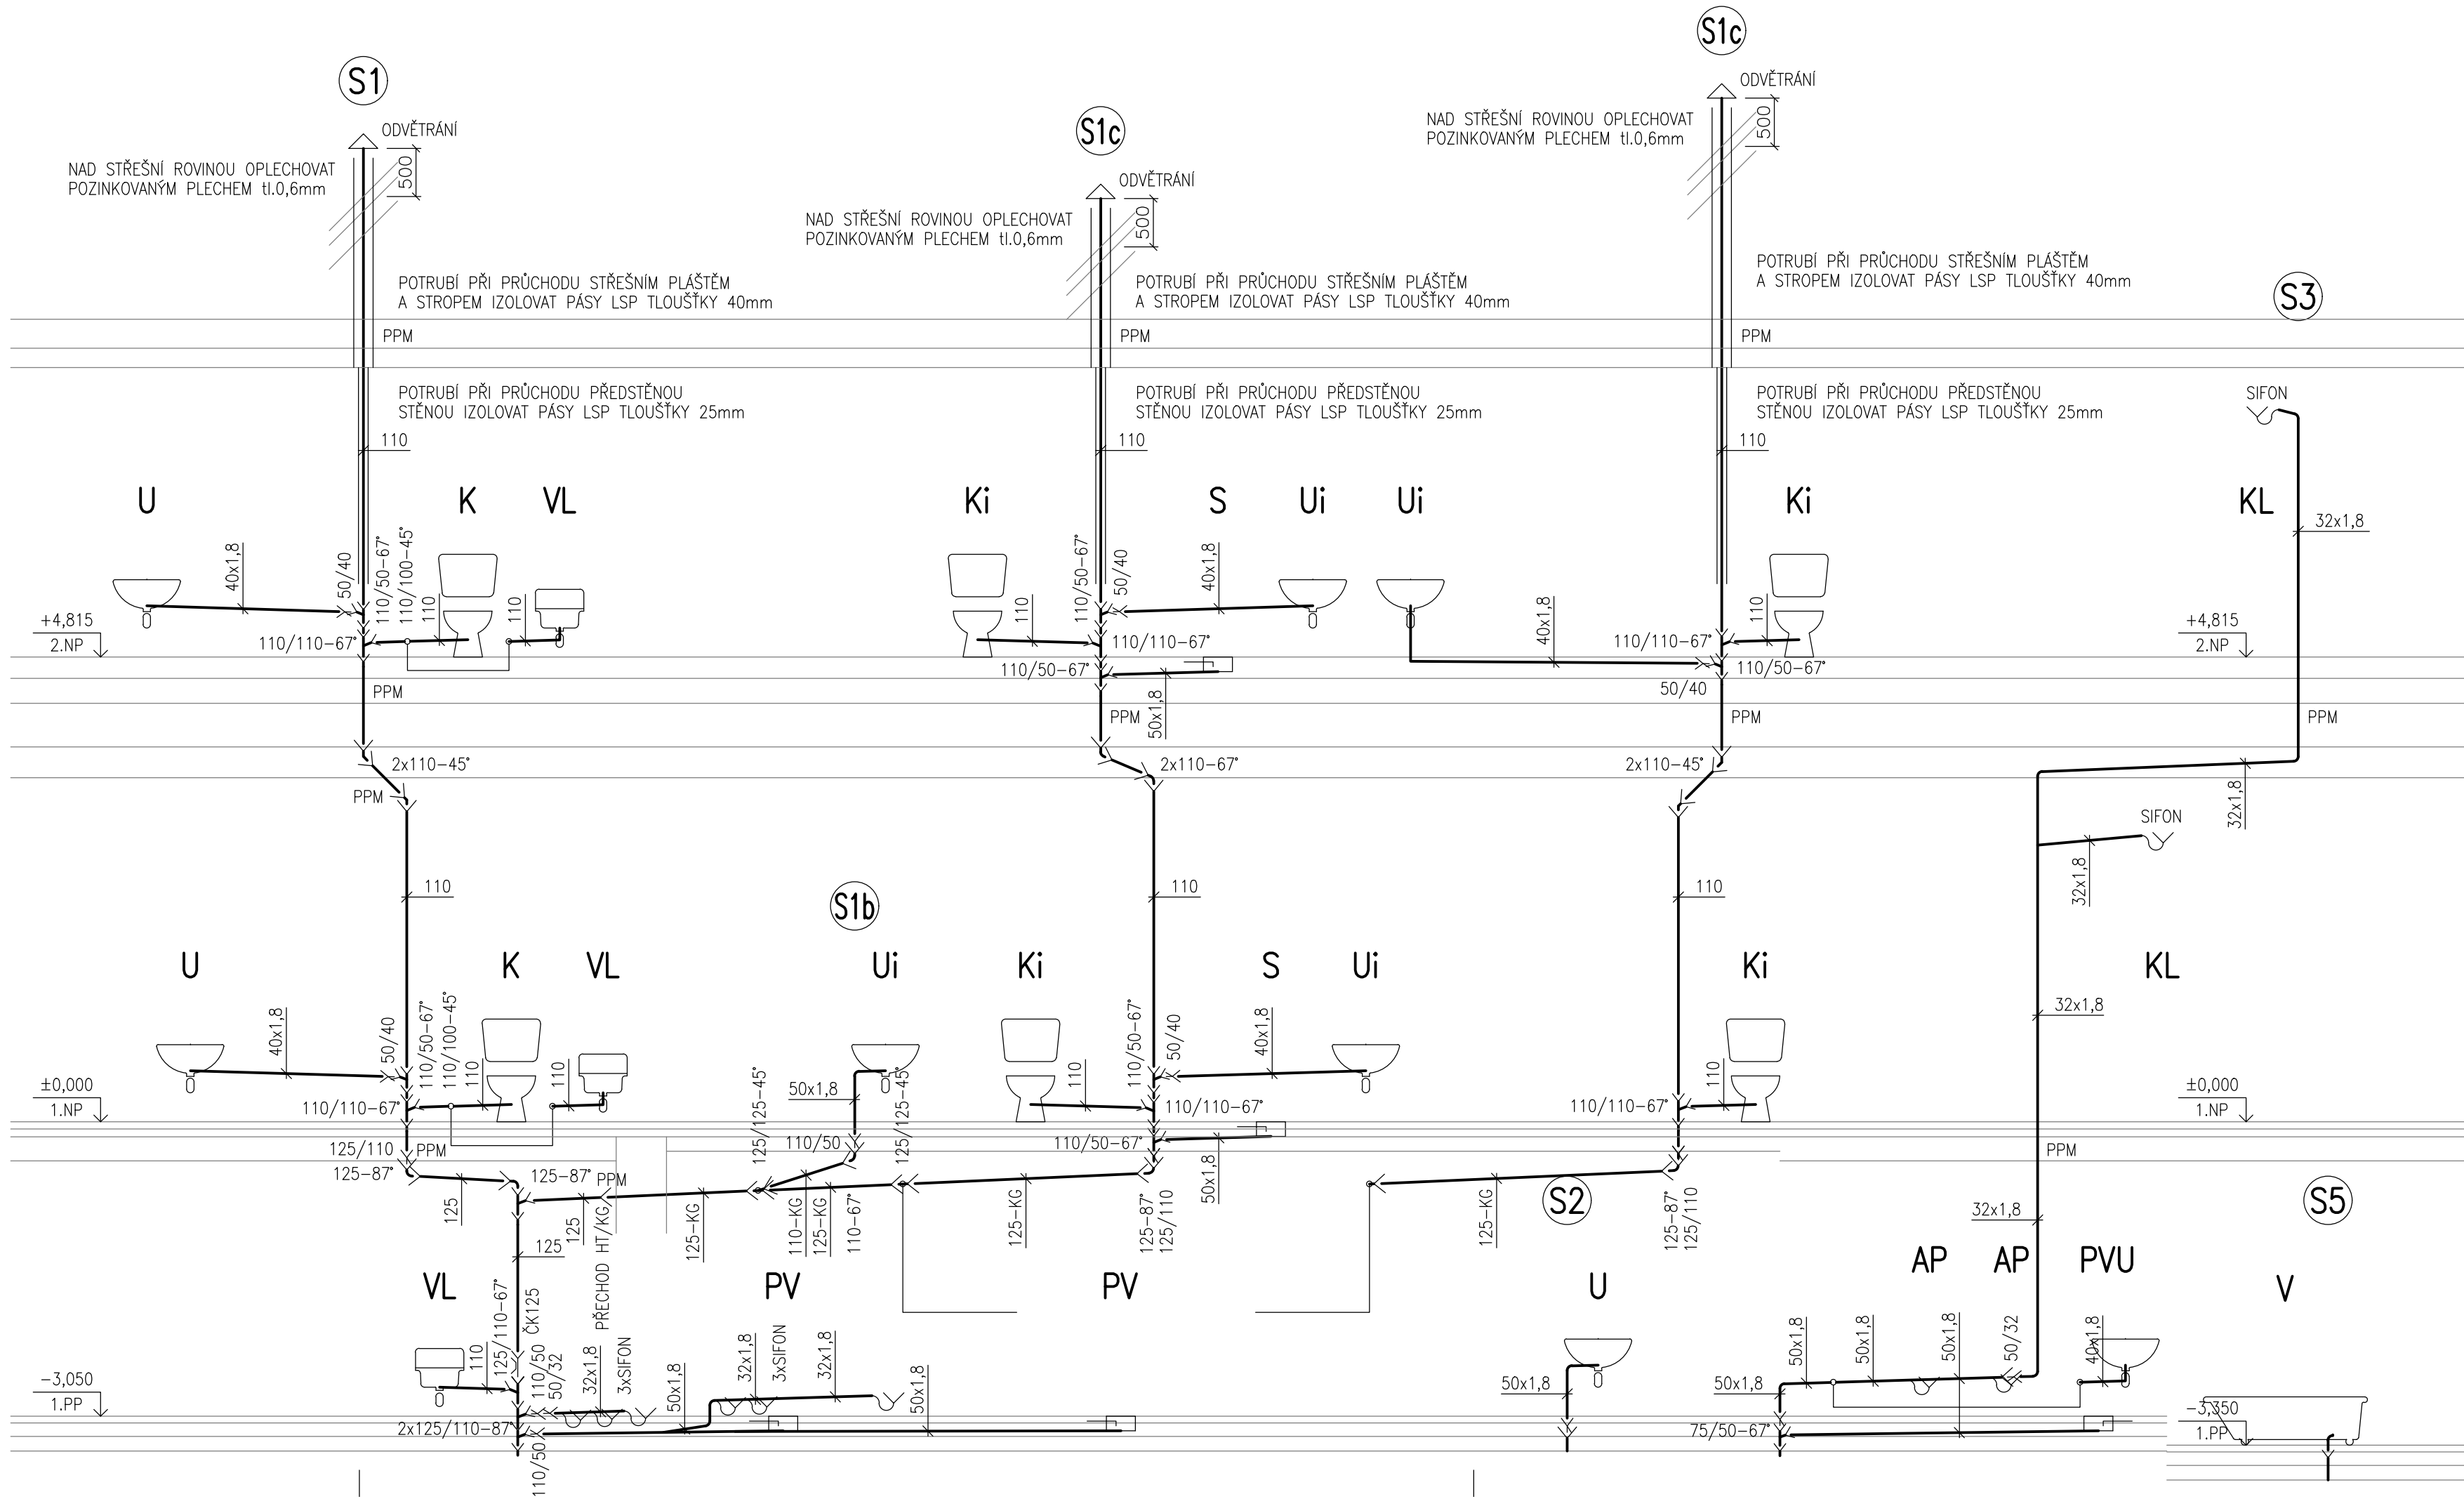 S1c
S1
ODVĚTRÁNÍ
500
NAD STŘEŠNÍ ROVINOU OPLECHOVAT
POZINKOVANÝM PLECHEM tl.0,6mm
S1c
ODVĚTRÁNÍ
500
NAD STŘEŠNÍ ROVINOU OPLECHOVAT
POZINKOVANÝM PLECHEM tl.0,6mm
ODVĚTRÁNÍ
500
NAD STŘEŠNÍ ROVINOU OPLECHOVAT
POZINKOVANÝM PLECHEM tl.0,6mm
POTRUBÍ PŘI PRŮCHODU STŘEŠNÍM PLÁŠTĚM
A STROPEM IZOLOVAT PÁSY LSP TLOUŠŤKY 40mm
POTRUBÍ PŘI PRŮCHODU STŘEŠNÍM PLÁŠTĚM
A STROPEM IZOLOVAT PÁSY LSP TLOUŠŤKY 40mm
POTRUBÍ PŘI PRŮCHODU STŘEŠNÍM PLÁŠTĚM
A STROPEM IZOLOVAT PÁSY LSP TLOUŠŤKY 40mm
S3
PPM
PPM
PPM
POTRUBÍ PŘI PRŮCHODU PŘEDSTĚNOU
STĚNOU IZOLOVAT PÁSY LSP TLOUŠŤKY 25mm
POTRUBÍ PŘI PRŮCHODU PŘEDSTĚNOU
STĚNOU IZOLOVAT PÁSY LSP TLOUŠŤKY 25mm
POTRUBÍ PŘI PRŮCHODU PŘEDSTĚNOU
STĚNOU IZOLOVAT PÁSY LSP TLOUŠŤKY 25mm
SIFON
110
110
110
U
K
VL
Ki
S
Ui
Ui
Ki
KL
32x1,8
40x1,8
50/40
110/50-67°
110/100-45°
110
110
110
110/50-67°
50/40
40x1,8
40x1,8
110
+4,815
2.NP
110/110-67°
110/110-67°
110/50-67°
50x1,8
110/110-67°
110/50-67°
50/40
+4,815
2.NP
PPM
PPM
PPM
PPM
2x110-45°
PPM
2x110-67°
2x110-45°
32x1,8
SIFON
32x1,8
110
110
110
S1b
U
K
VL
Ui
Ki
S
Ui
Ki
KL
32x1,8
40x1,8
50/40
110/50-67°
110/100-45°
110
110
50x1,8
125/125-45°
125/125-45°
110
110/50-67°
50/40
40x1,8
110
±0,000
1.NP
110/110-67°
110/110-67°
110/110-67°
±0,000
1.NP
125/110
PPM
125-87°
125-87°
PPM
110/50
110/50-67°
50x1,8
PPM
125
125
125-KG
110-KG
125-KG
110-67°
125-KG
125-87°
125/110
125-KG
S2
125-87°
125/110
32x1,8
S5
125
PŘECHOD HT/KG
VL
PV
PV
U
AP
AP
PVU
V
110
125/110-67°
ČK125
110/50
50/32
32x1,8
3xSIFON
50x1,8
32x1,8
3xSIFON
32x1,8
50x1,8
50x1,8
50x1,8
50x1,8
50x1,8
50x1,8
50/32
40x1,8
-3,050
1.PP
2x125/110-87°
110/50
75/50-67°
-3,350
1.PP